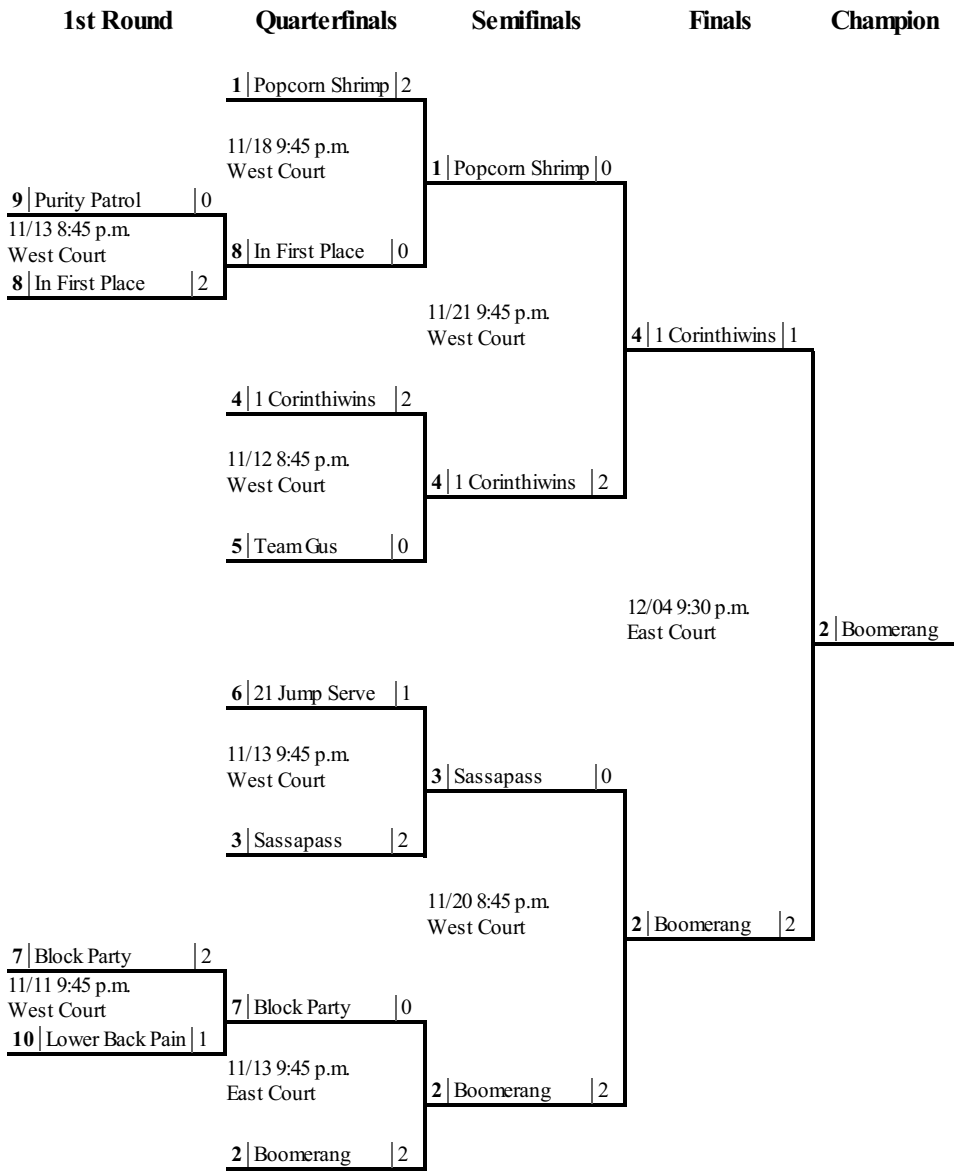 1st Round Quarterfinals Semifinals Finals Champion
1 Popcorn Shrimp 2
11/18 9:45 p.m.
West Court
1 Popcorn Shrimp 0
9 Purity Patrol 0
11/13 8:45 p.m.
West Court
8 In First Place 0
8 In First Place 2
11/21 9:45 p.m.
West Court
4 1 Corinthiwins 1
4 1 Corinthiwins 2
11/12 8:45 p.m.
West Court
4 1 Corinthiwins 2
5 Team Gus 0
12/04 9:30 p.m.
East Court
2 Boomerang
6 21 Jump Serve 1
11/13 9:45 p.m.
West Court
3 Sassapass 0
3 Sassapass 2
11/20 8:45 p.m.
West Court
2 Boomerang 2
7 Block Party 2
11/11 9:45 p.m.
West Court
7 Block Party 0
10 Lower Back Pain 1
11/13 9:45 p.m.
East Court
2 Boomerang 2
2 Boomerang 2